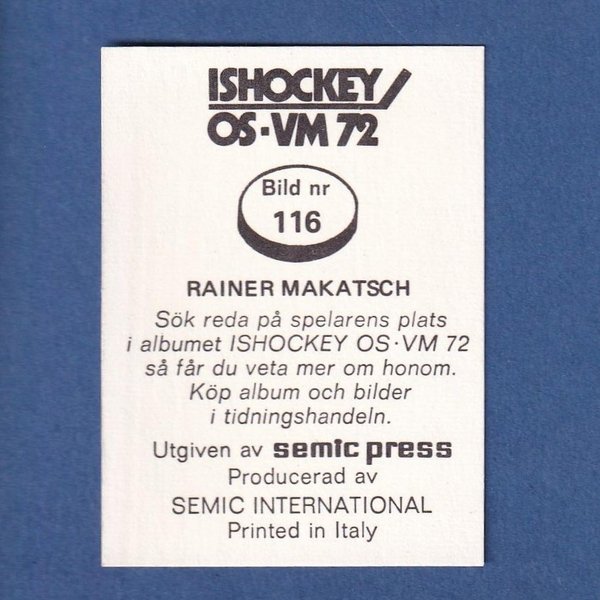 ISHOCKEY
OS·VM 72
Bild nr
116
RAINER MAKATSCH
Sök reda på spelarens plats
i albumet ISHOCKEY OS·VM 72
så får du veta mer om honom.
Köp album och bilder
i tidningshandeln.
Utgiven av semic press
Producerad av
SEMIC INTERNATIONAL
Printed in Italy